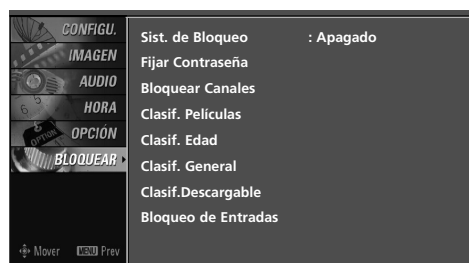 CONFIGU.
IMAGEN
AUDIO
HORA
OPCIÓN
BLOQUEAR
Mover MENU Prev
Sist. de Bloqueo : Apagado
Fijar Contraseña
Bloquear Canales
Clasif. Películas
Clasif. Edad
Clasif. General
Clasif.Descargable
Bloqueo de Entradas